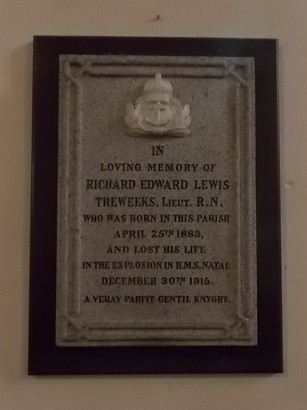 IN
LOVING MEMORY OF
RICHARD EDWARD LEWIS
TREWEEKS, LIEUT. R.N.
WHO WAS BORN IN THIS PARISH
APRIL 25TH 1883,
AND LOST HIS LIFE
IN THE EXPLOSION IN H.M.S. NATAL
DECEMBER 30TH 1915.
A VERAY PARFIT GENTIL KNYGHT.